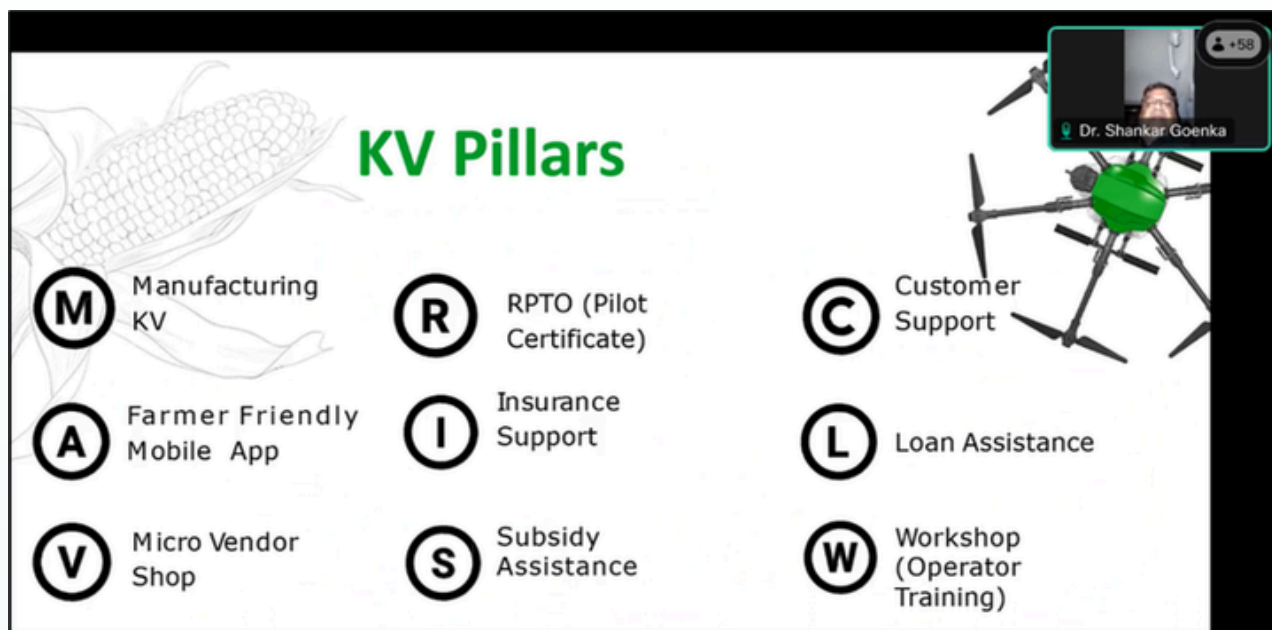 +58
Dr. Shankar Goenka
KV Pillars
M
Manufacturing
KV
R
RPTO (Pilot
Certificate)
C
Customer
Support
A
Farmer Friendly
Mobile App
I
Insurance
Support
L
Loan Assistance
V
Micro Vendor
Shop
S
Subsidy
Assistance
W
Workshop
(Operator
Training)